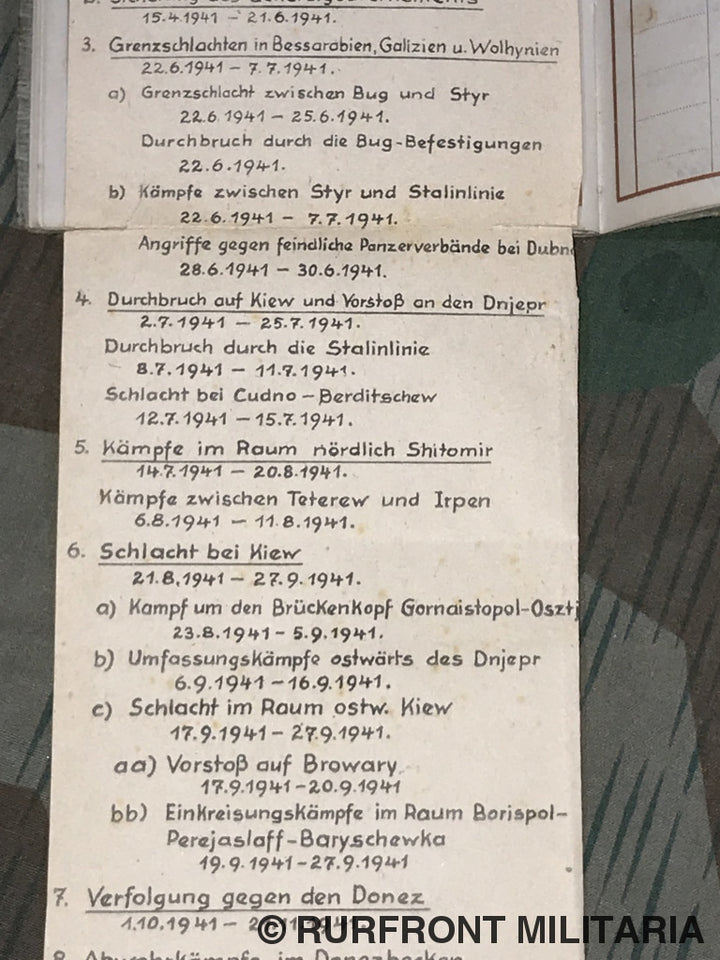 15.4.1941 – 21.6.1941.
3. Grenzschlachten in Bessarabien, Galizien u. Wolhynien
22.6.1941 – 7.7.1941.
a) Grenzschlacht zwischen Bug und Styr
22.6.1941 – 25.6.1941.
Durchbruch durch die Bug-Befestigungen
22.6.1941.
b) Kämpfe zwischen Styr und Stalinlinie
22.6.1941 – 7.7.1941.
Angriffe gegen feindliche Panzerverbände bei
28.6.1941 – 30.6.1941.
4. Durchbruch auf Kiew und Vorstoß an den Dnjepr
2.7.1941 – 25.7.1941.
Durchbruch durch die Stalinlinie
8.7.1941 – 11.7.1941.
Schlacht bei Cudno – Berditschew
12.7.1941 – 15.7.1941.
5. Kämpfe im Raum nördlich Shitomir
14.7.1941 – 20.8.1941.
Kämpfe zwischen Teterew und Irpen
6.8.1941 – 11.8.1941.
6. Schlacht bei Kiew
21.8.1941 – 27.9.1941.
a) Kampf um den Brückenkopf Gornaistopol-
23.8.1941 – 5.9.1941.
b) Umfassungskämpfe ostwärts des Dnjepr
6.9.1941 – 16.9.1941.
c) Schlacht im Raum ostw. Kiew
17.9.1941 – 27.9.1941.
aa) Vorstoß auf Browary
17.9.1941 – 20.9.1941
bb) Einkreisungskämpfe im Raum Borispol-
Perejaslaff-Baryschewka
19.9.1941 – 27.9.1941
7. Verfolgung gegen den Donez
1.10.1941 –
© RURFRONT MILITARIA